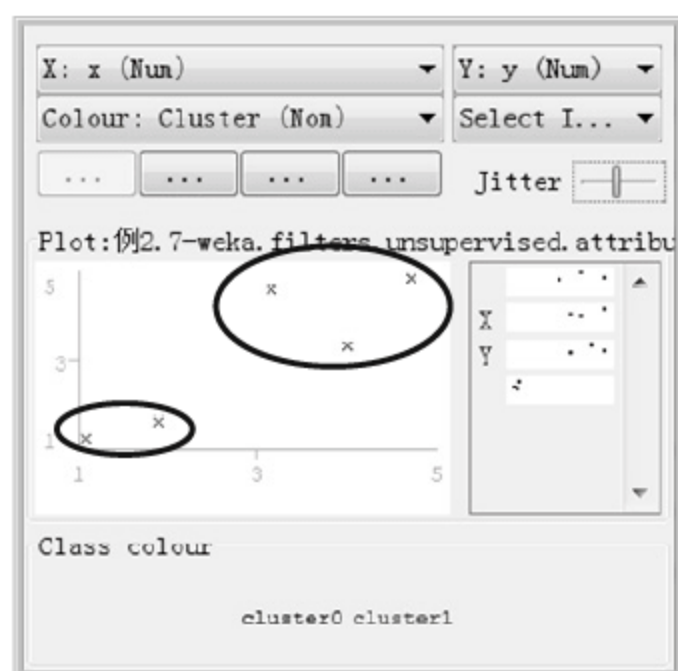 X: x (Num) Y: y (Num)
Colour: Cluster (Nom) Select I...
... ... ... ... Jitter
Plot:例2.7-weka.filters.unsupervised.attribu
5
3
1
1 3 5
X
Y
Class colour
cluster0 cluster1